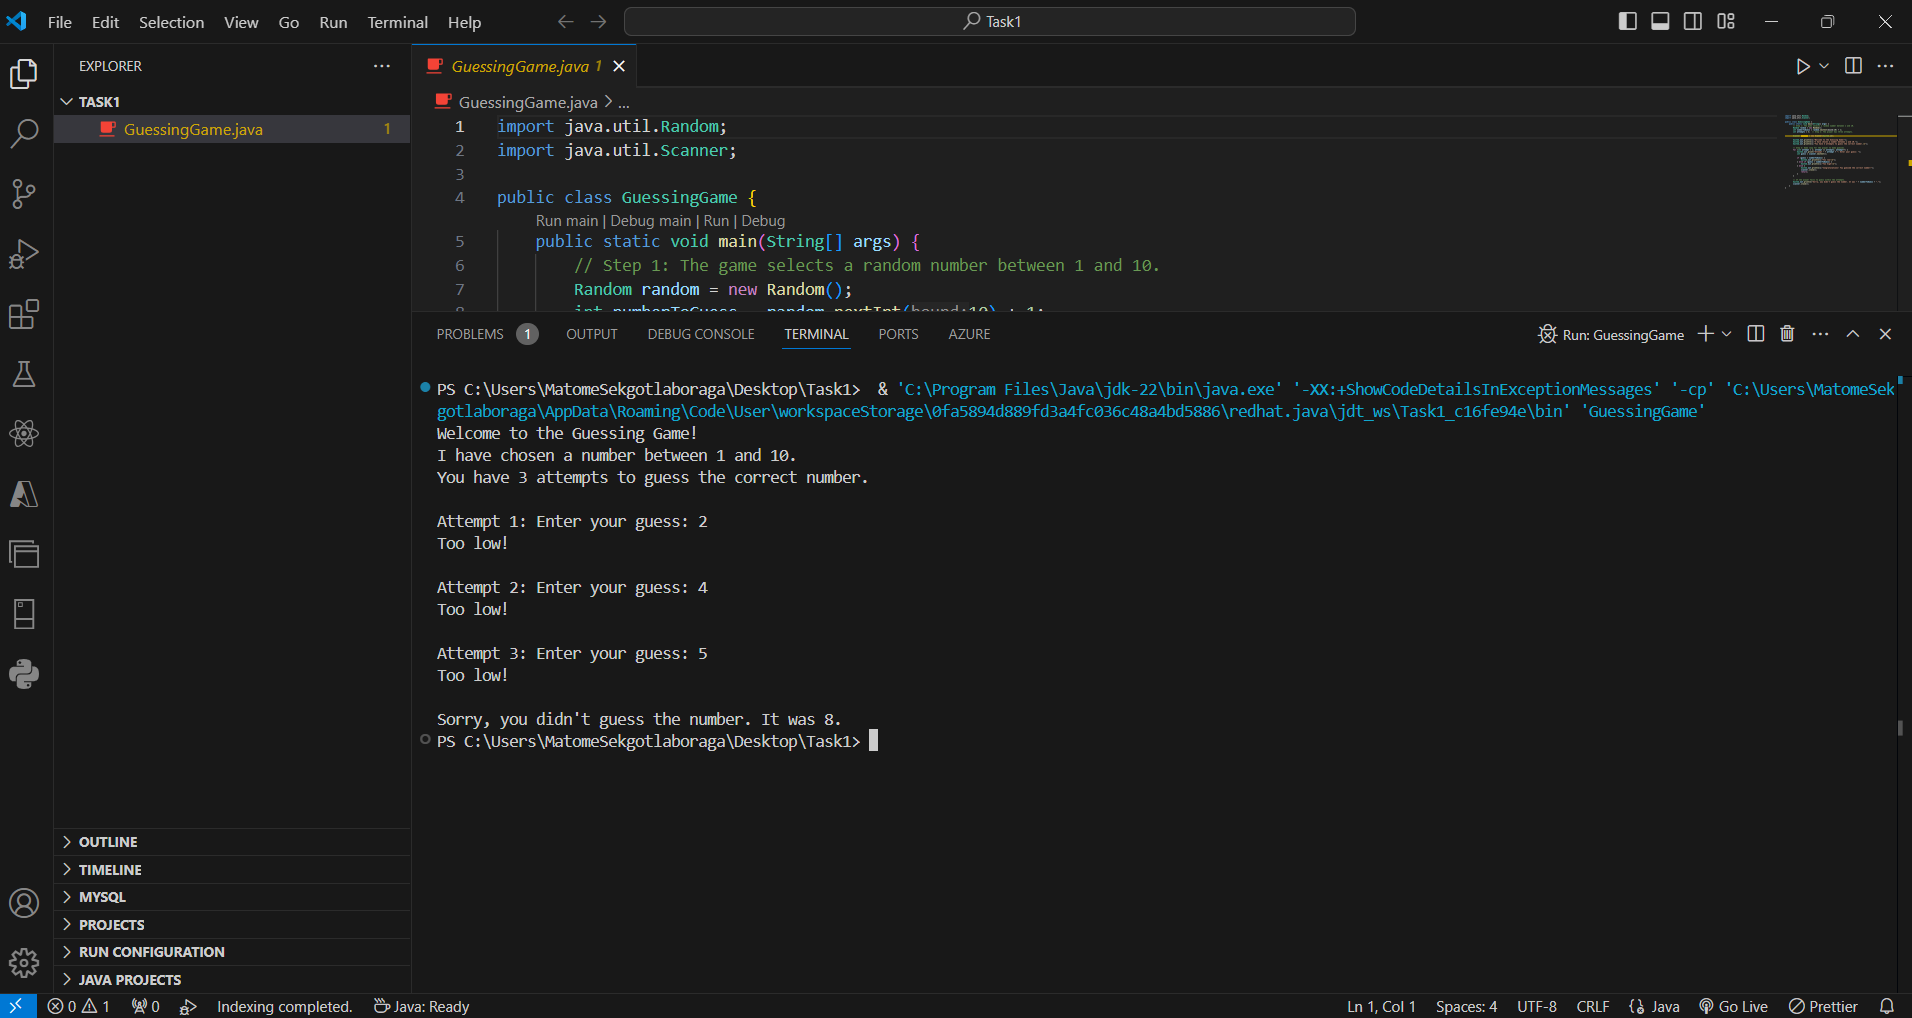 File Edit Selection View Go Run Terminal Help
Task1
EXPLORER
TASK1
GuessingGame.java 1
GuessingGame.java 1
GuessingGame.java > ...
1 import java.util.Random;
2 import java.util.Scanner;
3
4 public class GuessingGame {
Run main | Debug main | Run | Debug
5 public static void main(String[] args) {
6 // Step 1: The game selects a random number between 1 and 10.
7 Random random = new Random();
8 int numberToGuess = random.nextInt(bound:10) + 1;
PROBLEMS 1 OUTPUT DEBUG CONSOLE TERMINAL PORTS AZURE
Run: GuessingGame
PS C:\Users\MatomeSekgotlaboraga\Desktop\Task1> & 'C:\Program Files\Java\jdk-22\bin\java.exe' '-XX:+ShowCodeDetailsInExceptionMessages' '-cp' 'C:\Users\MatomeSek
gotlaboraga\AppData\Roaming\Code\User\workspaceStorage\0fa5894d889fd3a4fc036c48a4bd5886\redhat.java\jdt_ws\Task1_c16fe94e\bin' 'GuessingGame'
Welcome to the Guessing Game!
I have chosen a number between 1 and 10.
You have 3 attempts to guess the correct number.
Attempt 1: Enter your guess: 2
Too low!
Attempt 2: Enter your guess: 4
Too low!
Attempt 3: Enter your guess: 5
Too low!
Sorry, you didn't guess the number. It was 8.
PS C:\Users\MatomeSekgotlaboraga\Desktop\Task1>
OUTLINE
TIMELINE
MYSQL
PROJECTS
RUN CONFIGURATION
JAVA PROJECTS
0 1 0 Indexing completed. Java: Ready
Ln 1, Col 1 Spaces: 4 UTF-8 CRLF Java Go Live Prettier